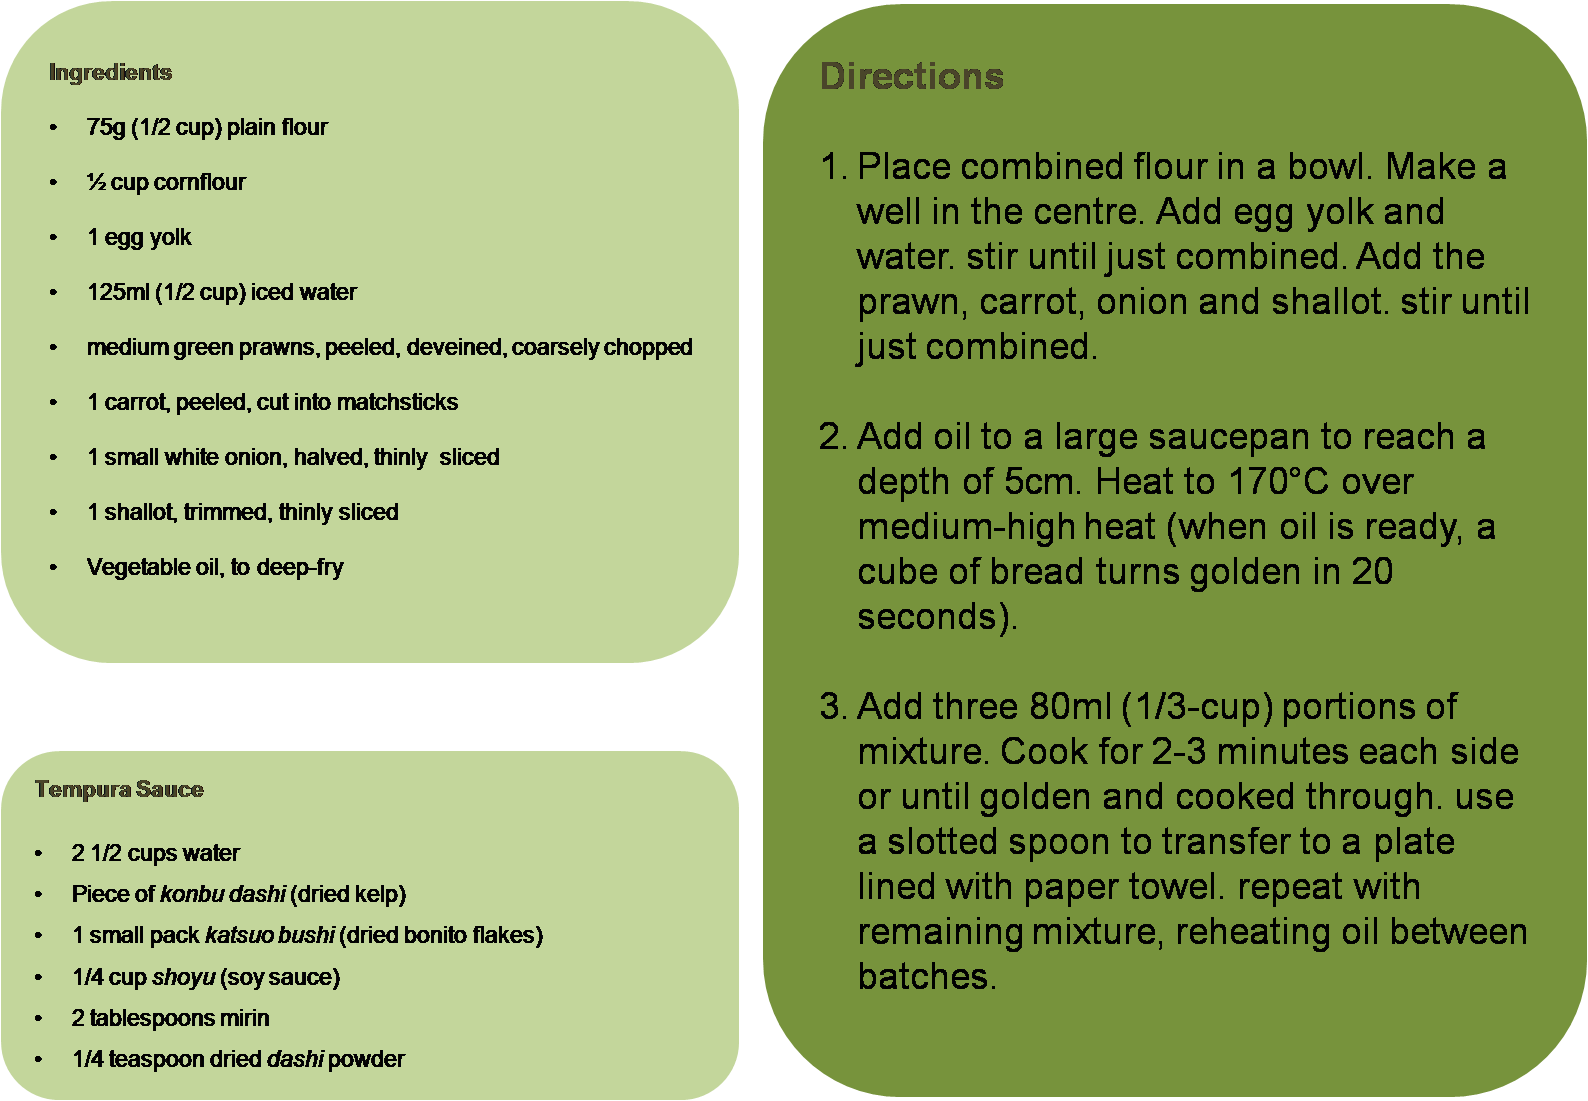 Ingredients
• 75g (1/2 cup) plain flour
• ½ cup cornflour
• 1 egg yolk
• 125ml (1/2 cup) iced water
• medium green prawns, peeled, deveined, coarsely chopped
• 1 carrot, peeled, cut into matchsticks
• 1 small white onion, halved, thinly  sliced
• 1 shallot, trimmed, thinly sliced
• Vegetable oil, to deep-fry
Tempura Sauce
• 2 1/2 cups water
• Piece of konbu dashi (dried kelp)
• 1 small pack katsuo bushi (dried bonito flakes)
• 1/4 cup shoyu (soy sauce)
• 2 tablespoons mirin
• 1/4 teaspoon dried dashi powder
Directions
1. Place combined flour in a bowl. Make a
well in the centre. Add egg yolk and
water. stir until just combined. Add the
prawn, carrot, onion and shallot. stir until
just combined.
2. Add oil to a large saucepan to reach a
depth of 5cm. Heat to 170°C over
medium-high heat (when oil is ready, a
cube of bread turns golden in 20
seconds).
3. Add three 80ml (1/3-cup) portions of
mixture. Cook for 2-3 minutes each side
or until golden and cooked through. use
a slotted spoon to transfer to a plate
lined with paper towel. repeat with
remaining mixture, reheating oil between
batches.